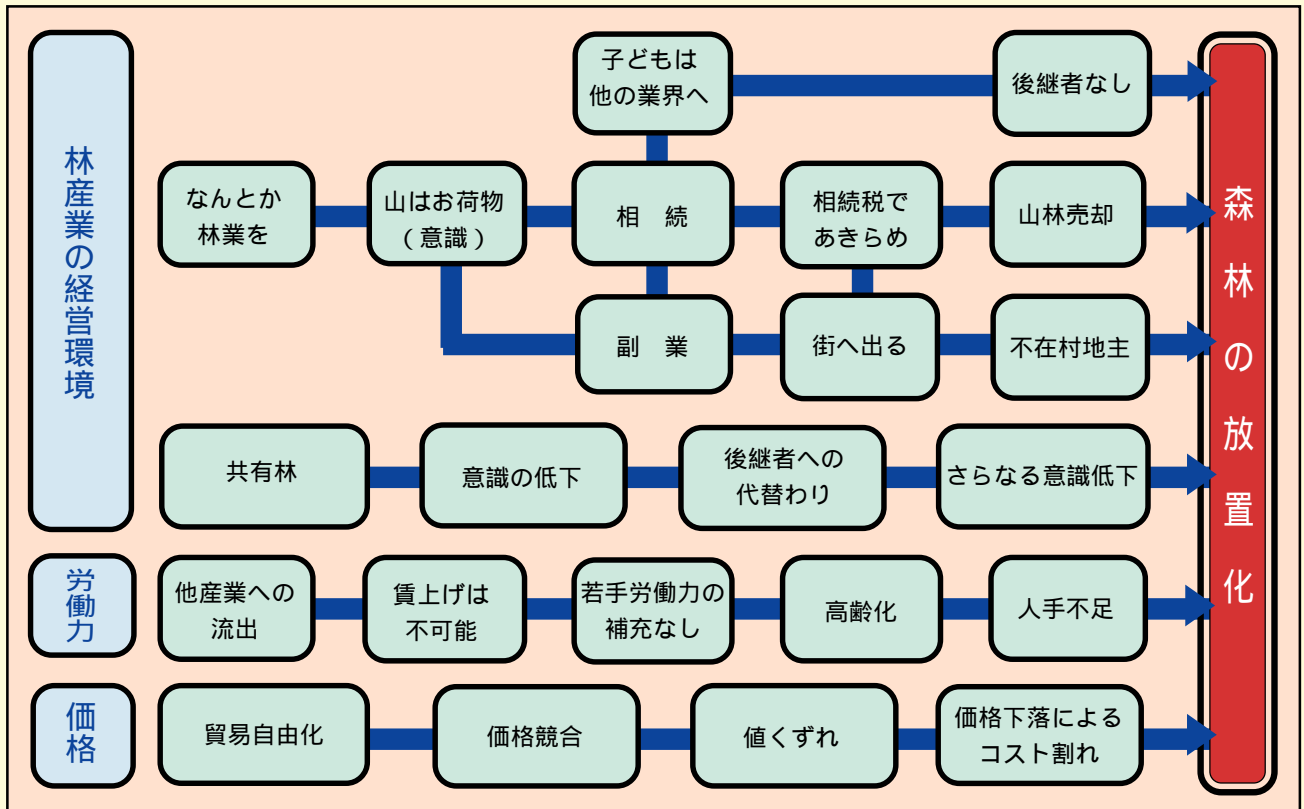 林産業の経営環境
子どもは
他の業界へ
後継者なし
なんとか
林業を
山はお荷物
（意識）
相　続
相続税で
あきらめ
山林売却
副　業
街へ出る
不在村地主
共有林
意識の低下
後継者への
代替わり
さらなる意識低下
労働力
他産業への
流出
賃上げは
不可能
若手労働力の
補充なし
高齢化
人手不足
価格
貿易自由化
価格競合
値くずれ
価格下落による
コスト割れ
森林の放置化